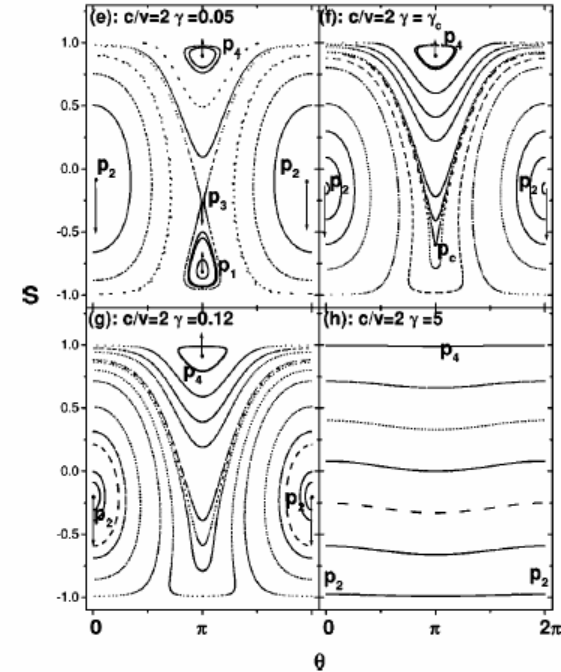 (e): c/v=2 γ=0.05
(f): c/v=2 γ=γc
1.0
0.5
0.0
-0.5
-1.0
p4
p2
p2
p3
p1
p4
p2
p2
pc
S
(g): c/v=2 γ=0.12
(h): c/v=2 γ=5
1.0
0.5
0.0
-0.5
-1.0
p4
p2
p2
p4
p2
p2
0
π
0
π
2π
θ